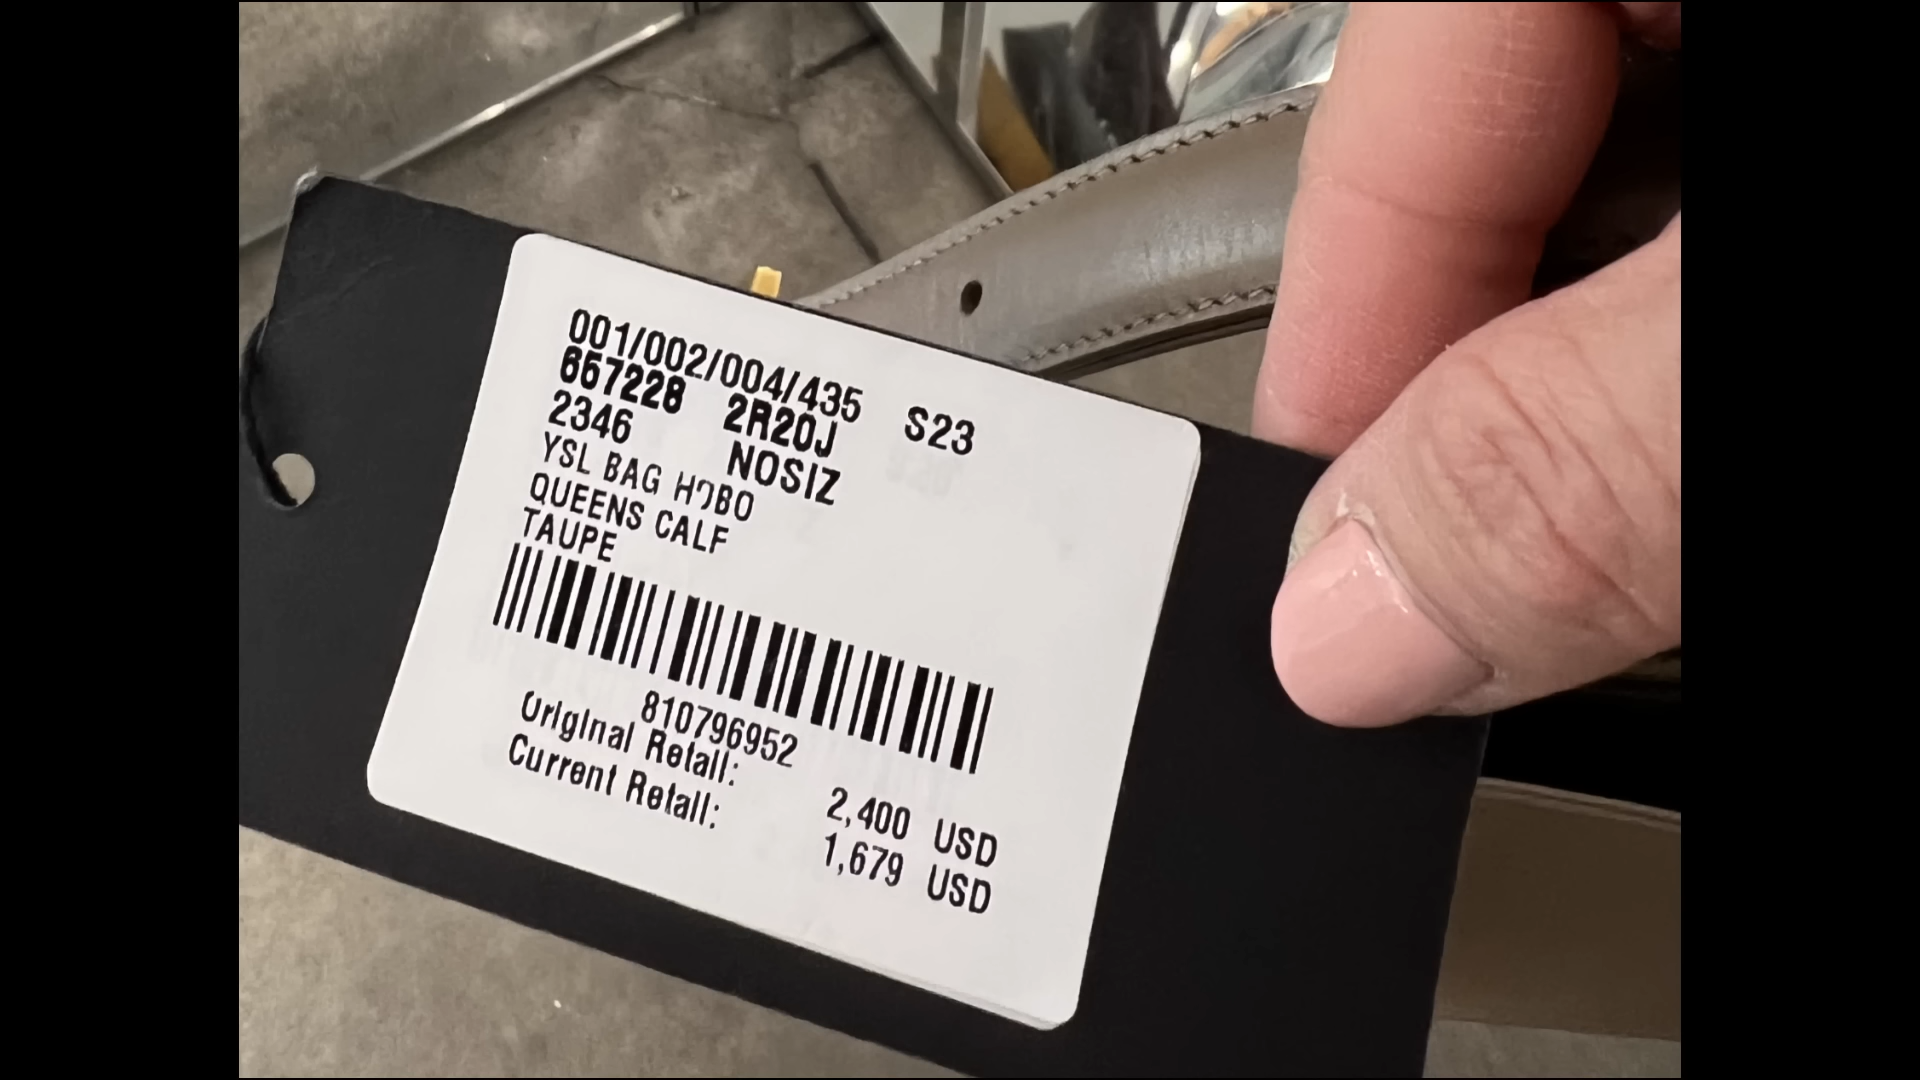 001/002/004/435 S23
657228 2R20J
2346 NOSIZ
YSL BAG HOBO
QUEENS CALF
TAUPE
810796952
Original Retail: 2,400 USD
Current Retail: 1,679 USD